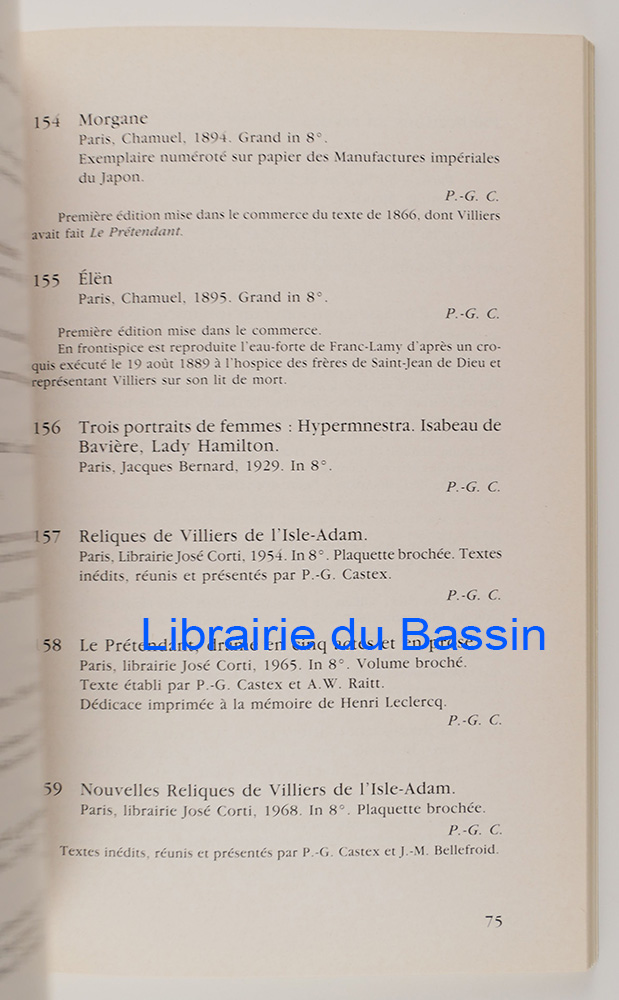 154 Morgane
Paris, Chamuel, 1894. Grand in 8°.
Exemplaire numéroté sur papier des Manufactures impériales
du Japon.
P.-G. C.
Première édition mise dans le commerce du texte de 1866, dont Villiers
avait fait Le Prétendant.
155 Élën
Paris, Chamuel, 1895. Grand in 8°.
P.-G. C.
Première édition mise dans le commerce.
En frontispice est reproduite l'eau-forte de Franc-Lamy d'après un cro-
quis exécuté le 19 août 1889 à l'hospice des frères de Saint-Jean de Dieu et
représentant Villiers sur son lit de mort.
156 Trois portraits de femmes : Hypermnestra. Isabeau de
Bavière, Lady Hamilton.
Paris, Jacques Bernard, 1929. In 8°.
P.-G. C.
157 Reliques de Villiers de l'Isle-Adam.
Paris, Librairie José Corti, 1954. In 8°. Plaquette brochée. Textes
inédits, réunis et présentés par P.-G. Castex.
P.-G. C.
Librairie du Bassin
58 Le Prétendant, drame en cinq actes et en prose.
Paris, librairie José Corti, 1965. In 8°. Volume broché.
Texte établi par P.-G. Castex et A.W. Raitt.
Dédicace imprimée à la mémoire de Henri Leclercq.
P.-G. C.
59 Nouvelles Reliques de Villiers de l'Isle-Adam.
Paris, librairie José Corti, 1968. In 8°. Plaquette brochée.
P.-G. C.
Textes inédits, réunis et présentés par P.-G. Castex et J.-M. Bellefroid.
75